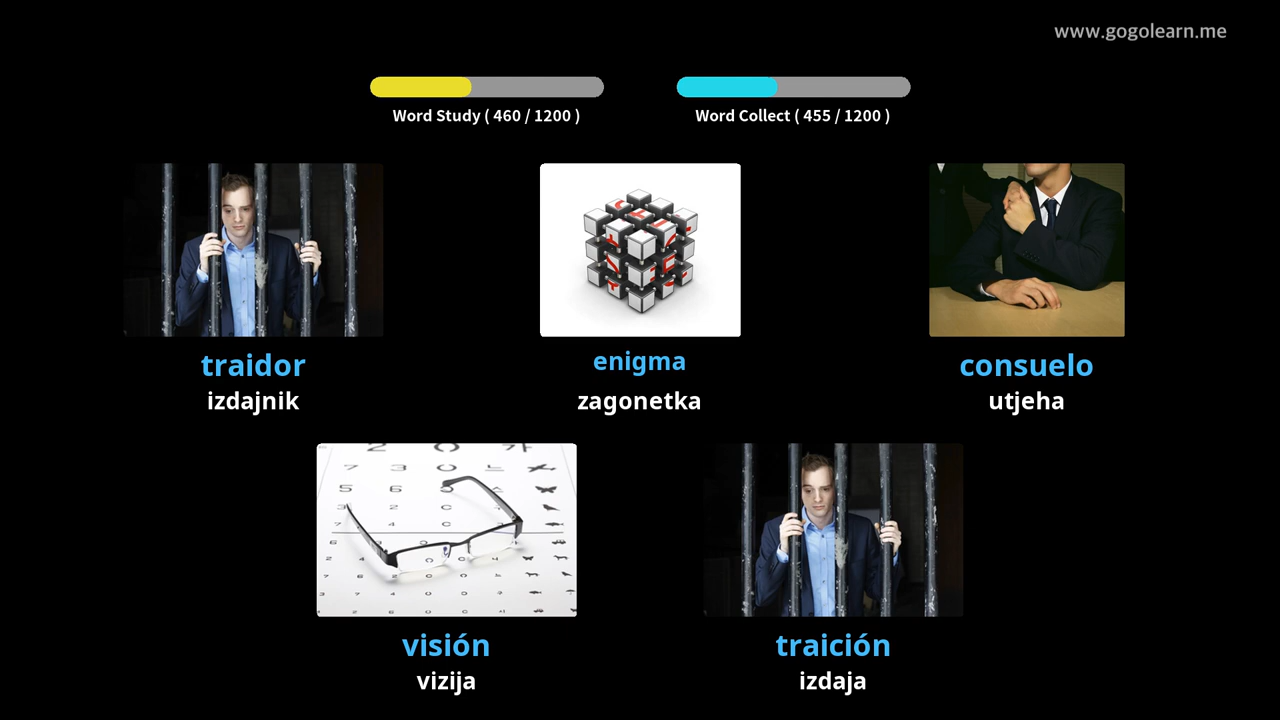 www.gogolearn.me
Word Study ( 460 / 1200 )
Word Collect ( 455 / 1200 )
traidor
izdajnik
enigma
zagonetka
consuelo
utjeha
visión
vizija
traición
izdaja